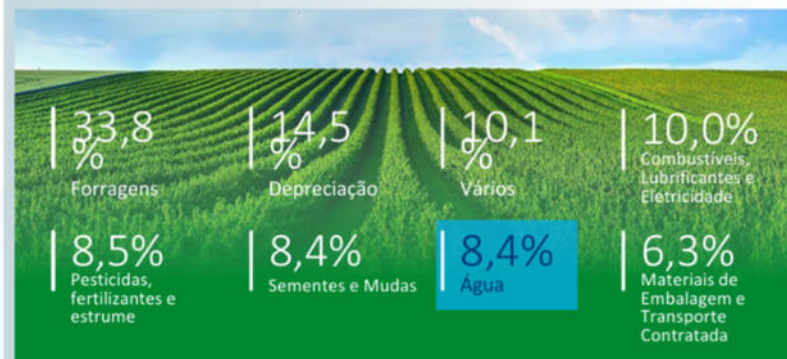 33,8
%
Forragens
14,5
%
Depreciação
10,1
%
Vários
10,0%
Combustíveis,
Lubrificantes e
Eletricidade
8,5%
Pesticidas,
fertilizantes e
estrume
8,4%
Sementes e Mudas
8,4%
Água
6,3%
Materiais de
Embalagem e
Transporte
Contratada